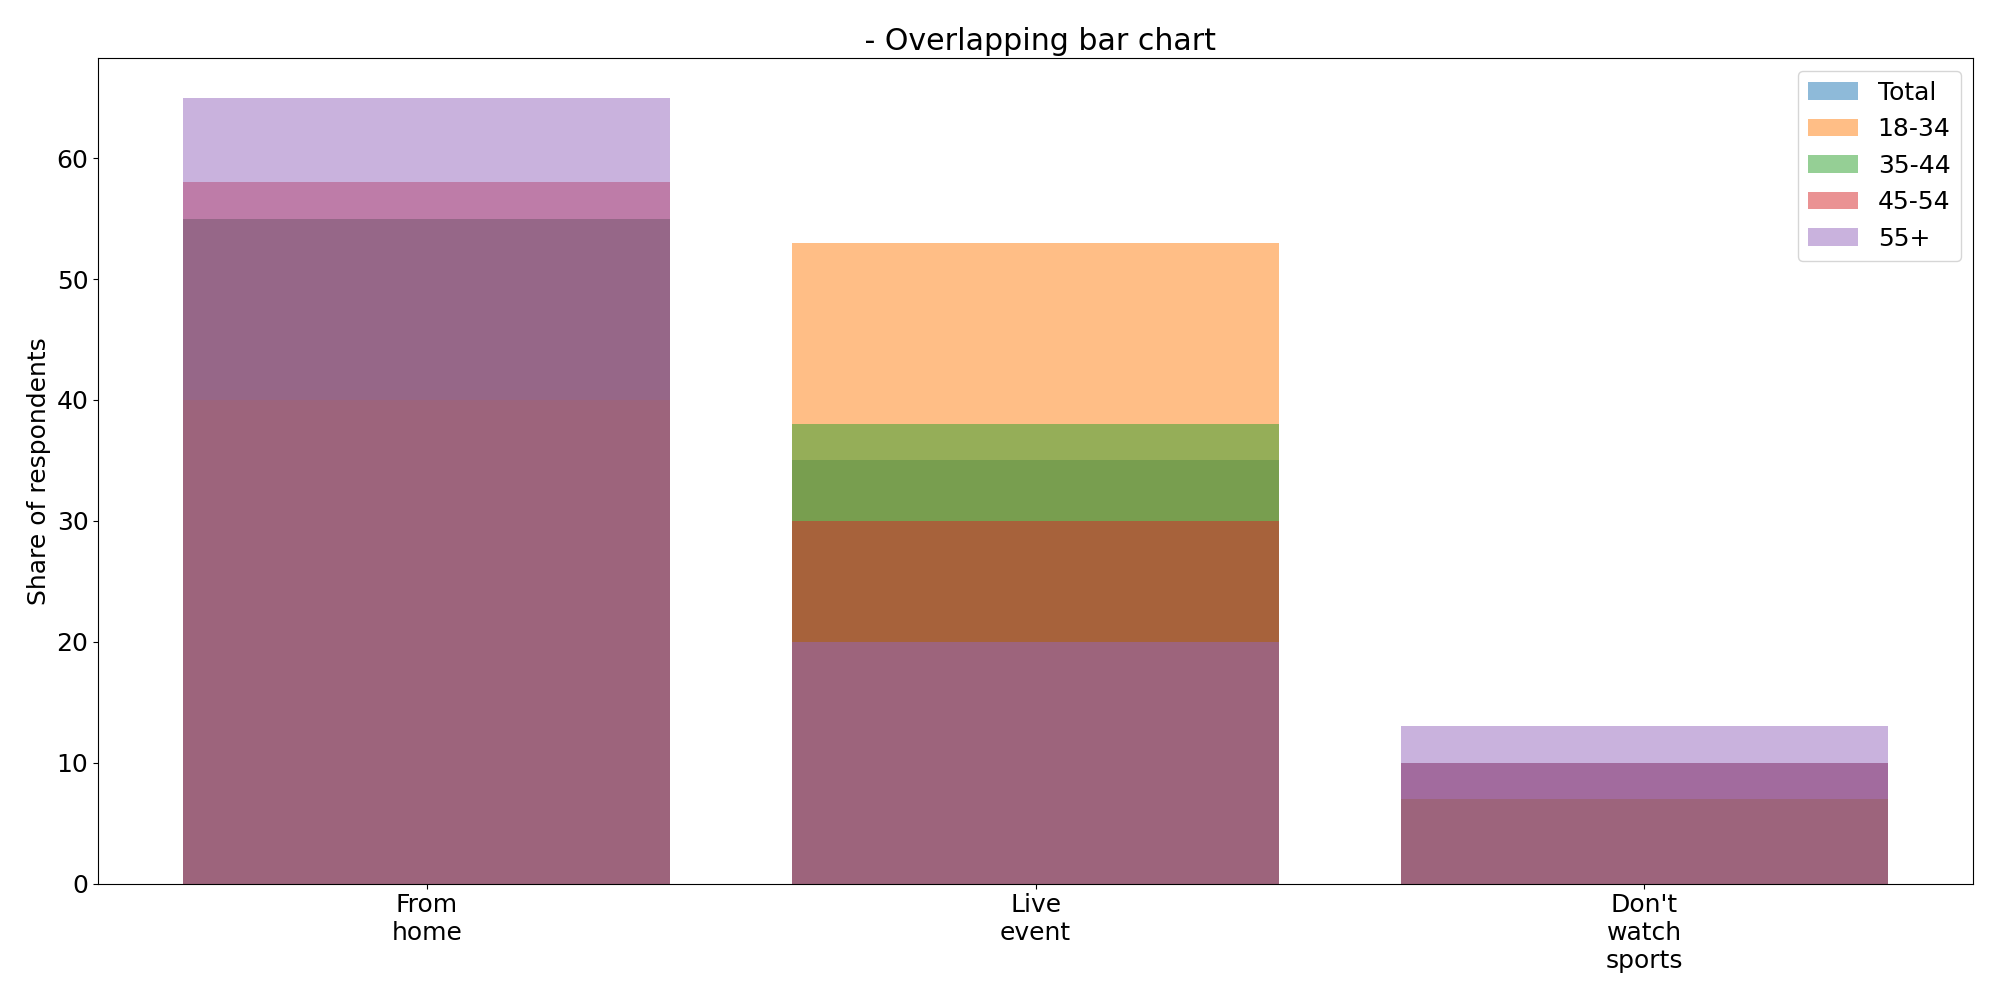 - Overlapping bar chart
Total
18-34
35-44
45-54
55+
Share of respondents
60
50
40
30
20
10
0
From
home
Live
event
Don't
watch
sports